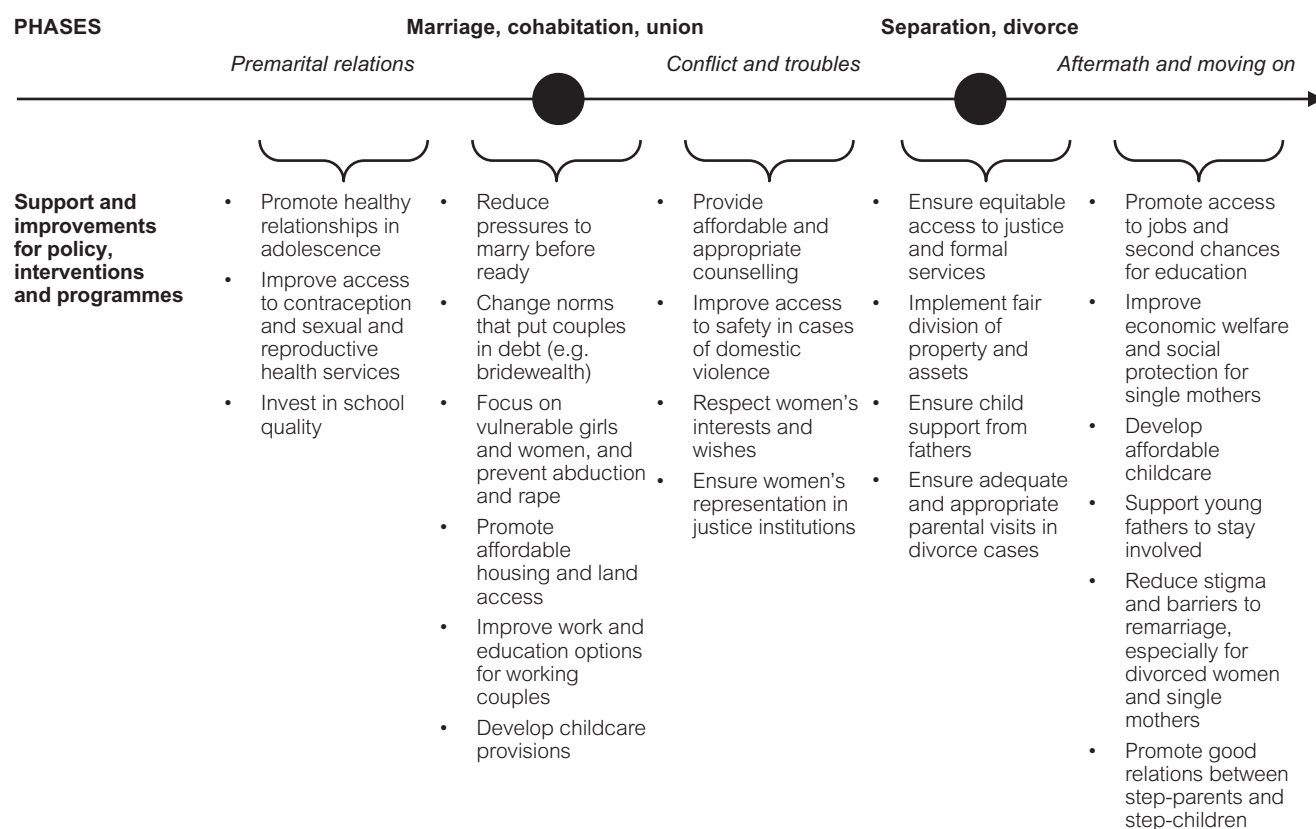 PHASES
Marriage, cohabitation, union
Separation, divorce
Premarital relations
Conflict and troubles
Aftermath and moving on
Support and
improvements
for policy,
interventions
and programmes
• Promote healthy
relationships in
adolescence
• Improve access
to contraception
and sexual and
reproductive
health services
• Invest in school
quality
• Reduce
pressures to
marry before
ready
• Change norms
that put couples
in debt (e.g.
bridewealth)
• Focus on
vulnerable girls
and women, and
prevent abduction
and rape
• Promote
affordable
housing and land
access
• Improve work and
education options
for working
couples
• Develop childcare
provisions
• Provide
affordable and
appropriate
counselling
• Improve access
to safety in cases
of domestic
violence
• Respect women's
interests and
wishes
• Ensure women's
representation in
justice institutions
• Ensure equitable
access to justice
and formal
services
• Implement fair
division of
property and
assets
• Ensure child
support from
fathers
• Ensure adequate
and appropriate
parental visits in
divorce cases
• Promote access
to jobs and
second chances
for education
• Improve
economic welfare
and social
protection for
single mothers
• Develop
affordable
childcare
• Support young
fathers to stay
involved
• Reduce stigma
and barriers to
remarriage,
especially for
divorced women
and single
mothers
• Promote good
relations between
step-parents and
step-children